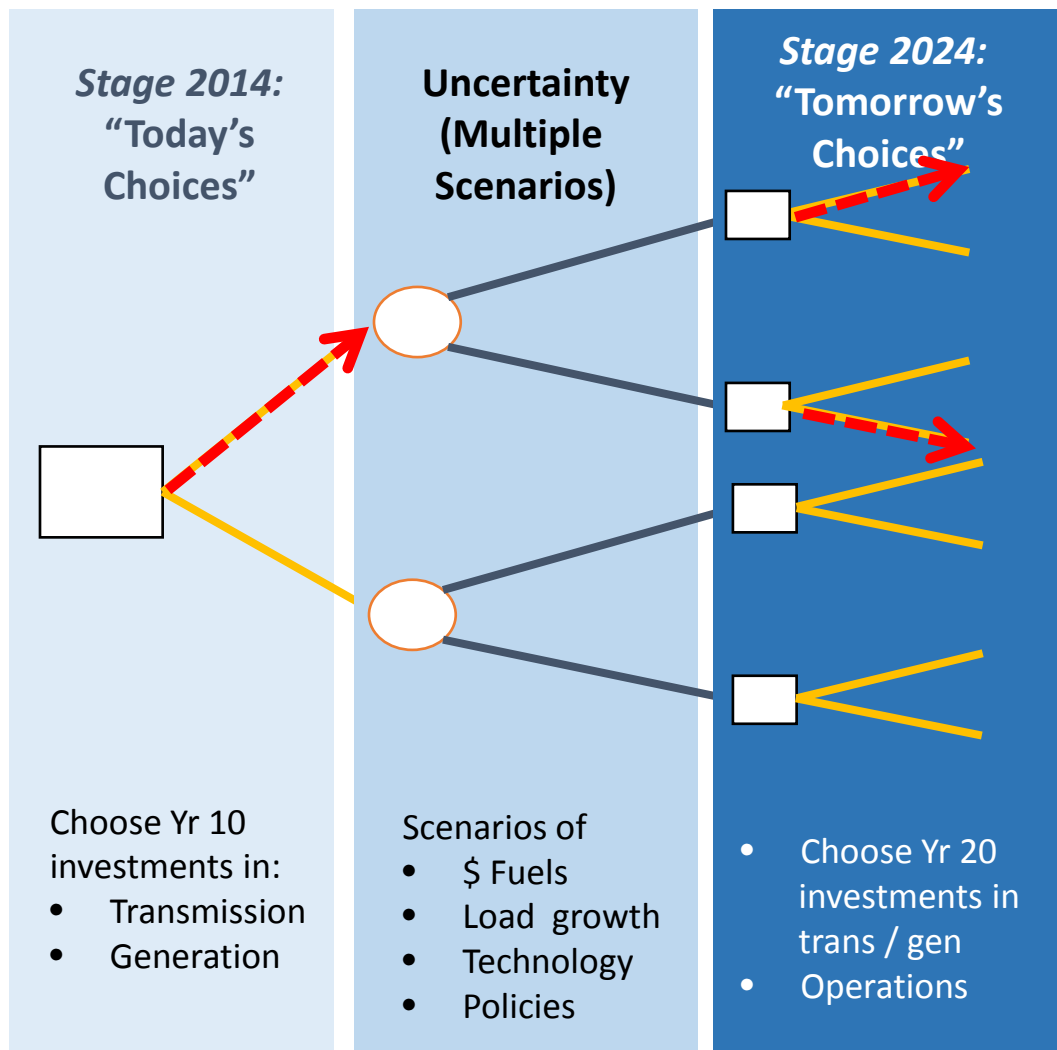 Stage 2014:
“Today’s
Choices”
Uncertainty
(Multiple
Scenarios)
Stage 2024:
“Tomorrow’s
Choices”
Choose Yr 10
investments in:
• Transmission
• Generation
Scenarios of
• $ Fuels
• Load growth
• Technology
• Policies
• Choose Yr 20
investments in
trans / gen
• Operations